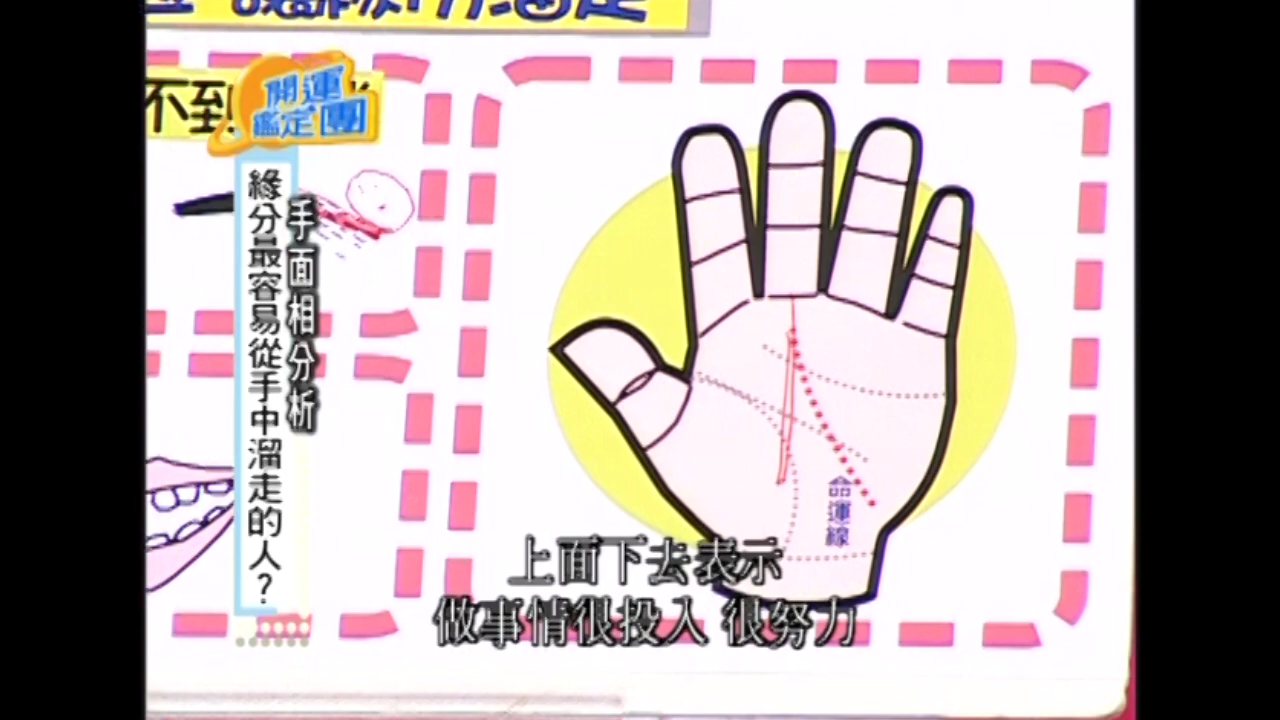 不到
開運
鑑定團
手面相分析
緣分最容易從手中溜走的人?
命運線
上面下去表示
做事情很投入 很努力